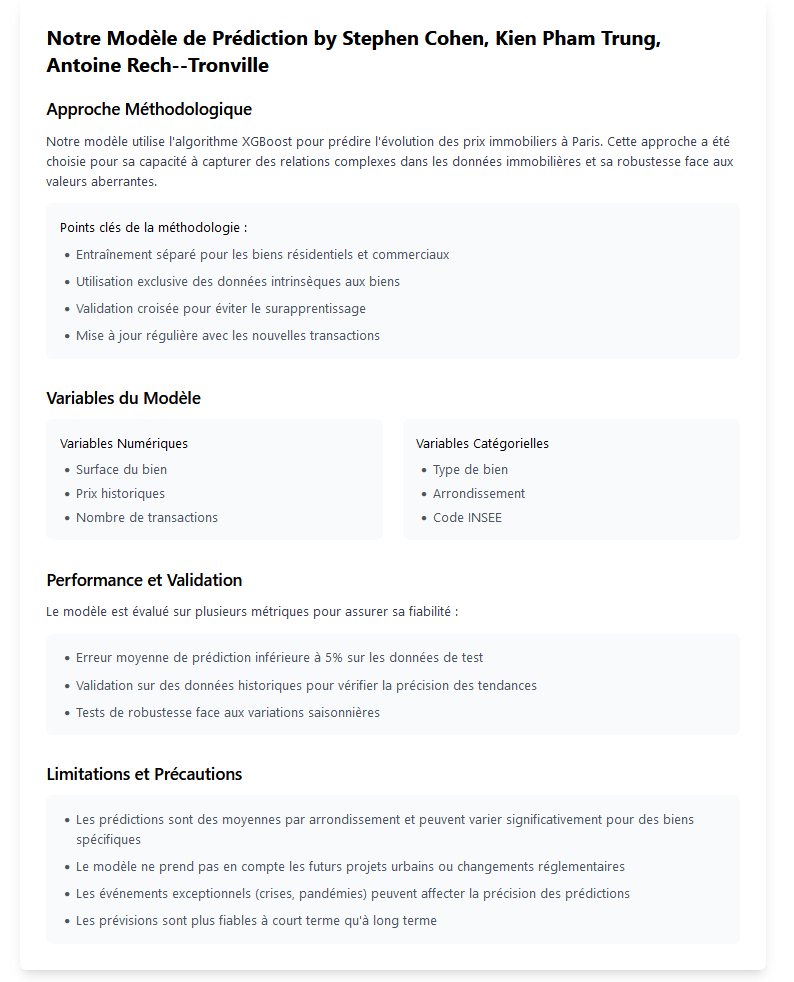 Notre Modèle de Prédiction by Stephen Cohen, Kien Pham Trung,
Antoine Rech--Tronville
Approche Méthodologique
Notre modèle utilise l'algorithme XGBoost pour prédire l'évolution des prix immobiliers à Paris. Cette approche a été
choisie pour sa capacité à capturer des relations complexes dans les données immobilières et sa robustesse face aux
valeurs aberrantes.
Points clés de la méthodologie :
• Entraînement séparé pour les biens résidentiels et commerciaux
• Utilisation exclusive des données intrinsèques aux biens
• Validation croisée pour éviter le surapprentissage
• Mise à jour régulière avec les nouvelles transactions
Variables du Modèle
Variables Numériques
• Surface du bien
• Prix historiques
• Nombre de transactions
Variables Catégorielles
• Type de bien
• Arrondissement
• Code INSEE
Performance et Validation
Le modèle est évalué sur plusieurs métriques pour assurer sa fiabilité :
• Erreur moyenne de prédiction inférieure à 5% sur les données de test
• Validation sur des données historiques pour vérifier la précision des tendances
• Tests de robustesse face aux variations saisonnières
Limitations et Précautions
• Les prédictions sont des moyennes par arrondissement et peuvent varier significativement pour des biens
spécifiques
• Le modèle ne prend pas en compte les futurs projets urbains ou changements réglementaires
• Les événements exceptionnels (crises, pandémies) peuvent affecter la précision des prédictions
• Les prévisions sont plus fiables à court terme qu'à long terme